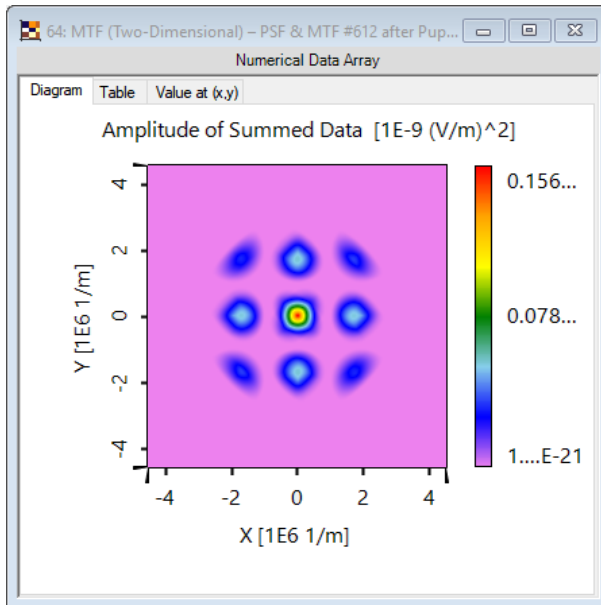 64: MTF (Two-Dimensional) – PSF & MTF #612 after Pup...
Numerical Data Array
Diagram Table Value at (x,y)
Amplitude of Summed Data [1E-9 (V/m)^2]
4
2
0
-2
-4
Y [1E6 1/m]
-4 -2 0 2 4
X [1E6 1/m]
0.156...
0.078...
1....E-21